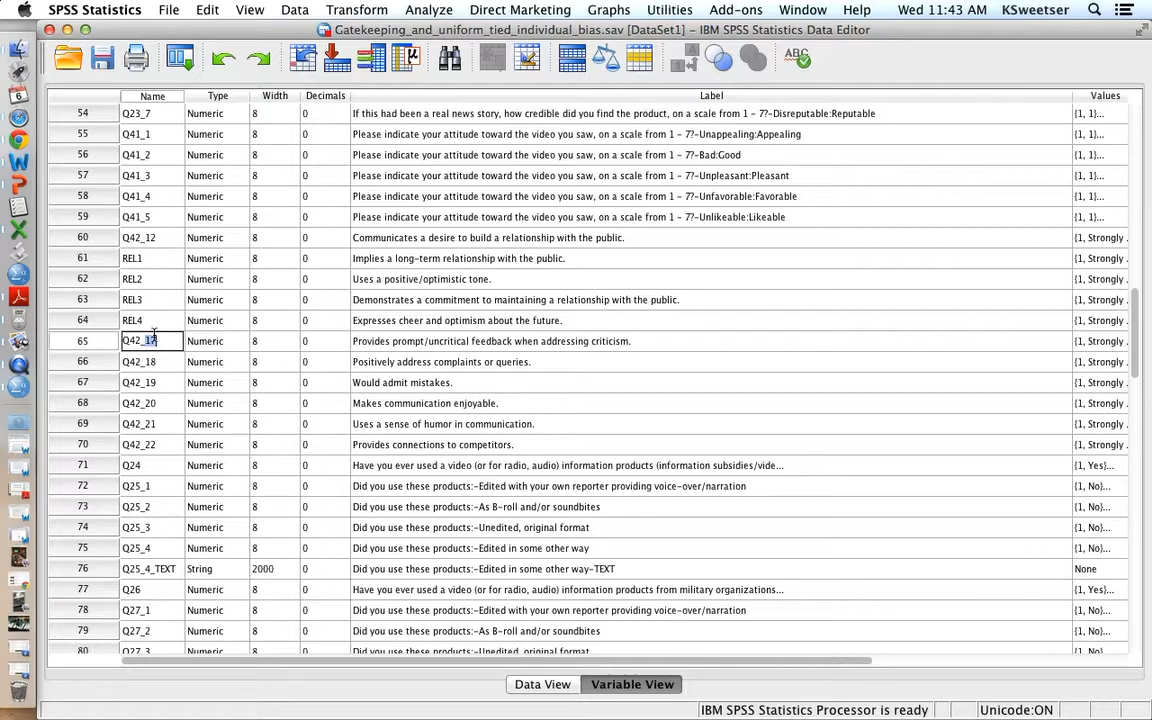 SPSS Statistics File Edit View Data Transform Analyze Direct Marketing Graphs Utilities Add-ons Window Help Wed 11:43 AM KSweetser
Gatekeeping_and_uniform_tied_individual_bias.sav [DataSet1] – IBM SPSS Statistics Data Editor
Name Type Width Decimals Label Values
54 Q23_7 Numeric 8 0 If this had been a real news story, how credible did you find the product, on a scale from 1 – 7?-Disreputable:Reputable {1, 1}...
55 Q41_1 Numeric 8 0 Please indicate your attitude toward the video you saw, on a scale from 1 – 7?-Unappealing:Appealing {1, 1}...
56 Q41_2 Numeric 8 0 Please indicate your attitude toward the video you saw, on a scale from 1 – 7?-Bad:Good {1, 1}...
57 Q41_3 Numeric 8 0 Please indicate your attitude toward the video you saw, on a scale from 1 – 7?-Unpleasant:Pleasant {1, 1}...
58 Q41_4 Numeric 8 0 Please indicate your attitude toward the video you saw, on a scale from 1 – 7?-Unfavorable:Favorable {1, 1}...
59 Q41_5 Numeric 8 0 Please indicate your attitude toward the video you saw, on a scale from 1 – 7?-Unlikeable:Likeable {1, 1}...
60 Q42_12 Numeric 8 0 Communicates a desire to build a relationship with the public. {1, Strongly .
61 REL1 Numeric 8 0 Implies a long-term relationship with the public. {1, Strongly .
62 REL2 Numeric 8 0 Uses a positive/optimistic tone. {1, Strongly .
63 REL3 Numeric 8 0 Demonstrates a commitment to maintaining a relationship with the public. {1, Strongly .
64 REL4 Numeric 8 0 Expresses cheer and optimism about the future. {1, Strongly .
65 Q42_17 Numeric 8 0 Provides prompt/uncritical feedback when addressing criticism. {1, Strongly .
66 Q42_18 Numeric 8 0 Positively address complaints or queries. {1, Strongly .
67 Q42_19 Numeric 8 0 Would admit mistakes. {1, Strongly .
68 Q42_20 Numeric 8 0 Makes communication enjoyable. {1, Strongly .
69 Q42_21 Numeric 8 0 Uses a sense of humor in communication. {1, Strongly .
70 Q42_22 Numeric 8 0 Provides connections to competitors. {1, Strongly .
71 Q24 Numeric 8 0 Have you ever used a video (or for radio, audio) information products (information subsidies/vide... {1, Yes}...
72 Q25_1 Numeric 8 0 Did you use these products:-Edited with your own reporter providing voice-over/narration {1, No}...
73 Q25_2 Numeric 8 0 Did you use these products:-As B-roll and/or soundbites {1, No}...
74 Q25_3 Numeric 8 0 Did you use these products:-Unedited, original format {1, No}...
75 Q25_4 Numeric 8 0 Did you use these products:-Edited in some other way {1, No}...
76 Q25_4_TEXT String 2000 0 Did you use these products:-Edited in some other way-TEXT None
77 Q26 Numeric 8 0 Have you ever used a video (or for radio, audio) information products from military organizations... {1, Yes}...
78 Q27_1 Numeric 8 0 Did you use these products:-Edited with your own reporter providing voice-over/narration {1, No}...
79 Q27_2 Numeric 8 0 Did you use these products:-As B-roll and/or soundbites {1, No}...
80 Q27_3 Numeric 8 0 Did you use these products:-Unedited, original format {1, No}...
Data View Variable View
IBM SPSS Statistics Processor is ready Unicode:ON